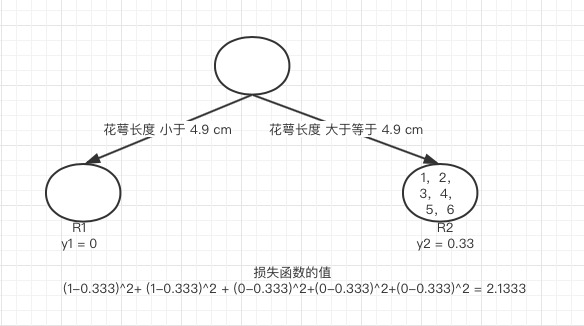 花萼长度 小于 4.9 cm
花萼长度 大于等于 4.9 cm
1，2，
3，4，
5，6
R1
y1 = 0
R2
y2 = 0.33
损失函数的值
(1-0.333)^2+ (1-0.333)^2 + (0-0.333)^2+(0-0.333)^2+(0-0.333)^2 = 2.1333